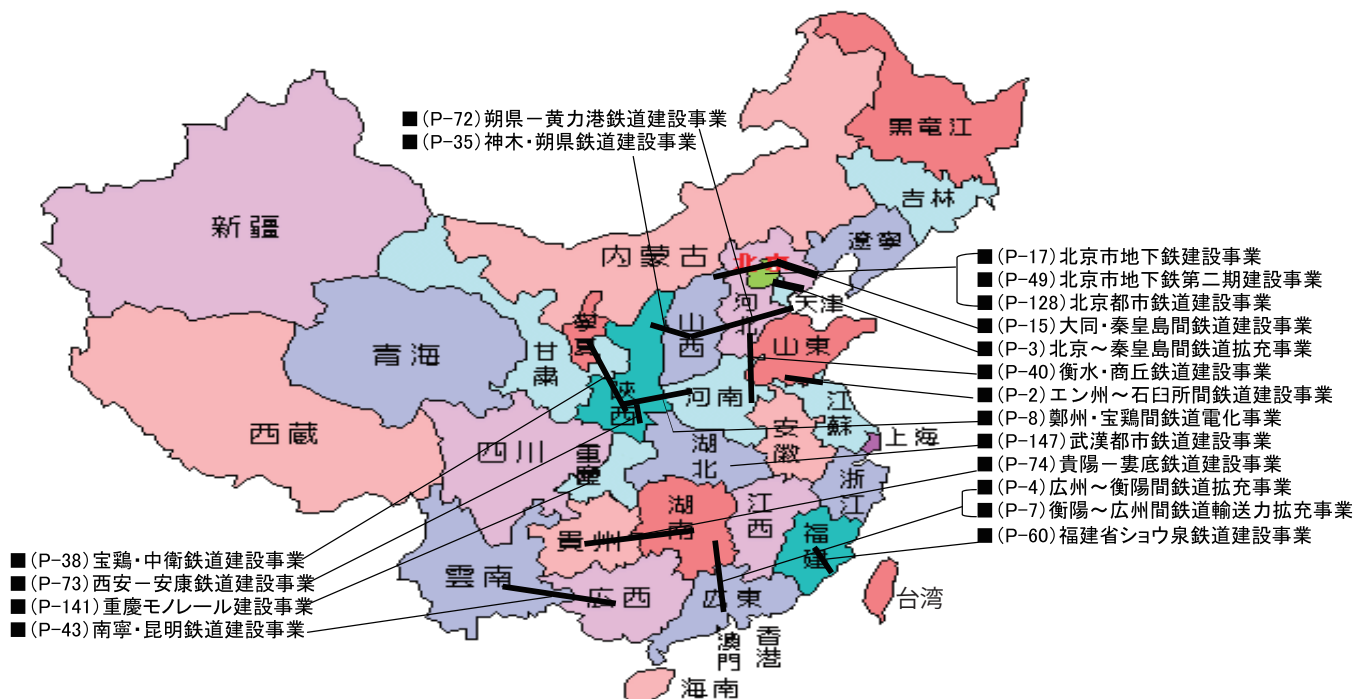 ■(P-72)朔県－黄力港鉄道建設事業
■(P-35)神木・朔県鉄道建設事業
黒竜江
吉林
遼寧
新疆
内蒙古
北京
天津
河北
山西
山東
寧夏
甘粛
青海
陝西
河南
江蘇
西蔵
四川
重慶
湖北
安徽
上海
浙江
湖南
江西
貴州
福建
雲南
広西
広東
台湾
澳門
香港
海南
■(P-17)北京市地下鉄建設事業
■(P-49)北京市地下鉄第二期建設事業
■(P-128)北京都市鉄道建設事業
■(P-15)大同・秦皇島間鉄道建設事業
■(P-3)北京～秦皇島間鉄道拡充事業
■(P-40)衡水・商丘鉄道建設事業
■(P-2)エン州～石臼所間鉄道建設事業
■(P-8)鄭州・宝鶏間鉄道電化事業
■(P-147)武漢都市鉄道建設事業
■(P-74)貴陽－婁底鉄道建設事業
■(P-4)広州～衡陽間鉄道拡充事業
■(P-7)衡陽～広州間鉄道輸送力拡充事業
■(P-60)福建省ショウ泉鉄道建設事業
■(P-38)宝鶏・中衛鉄道建設事業
■(P-73)西安－安康鉄道建設事業
■(P-141)重慶モノレール建設事業
■(P-43)南寧・昆明鉄道建設事業